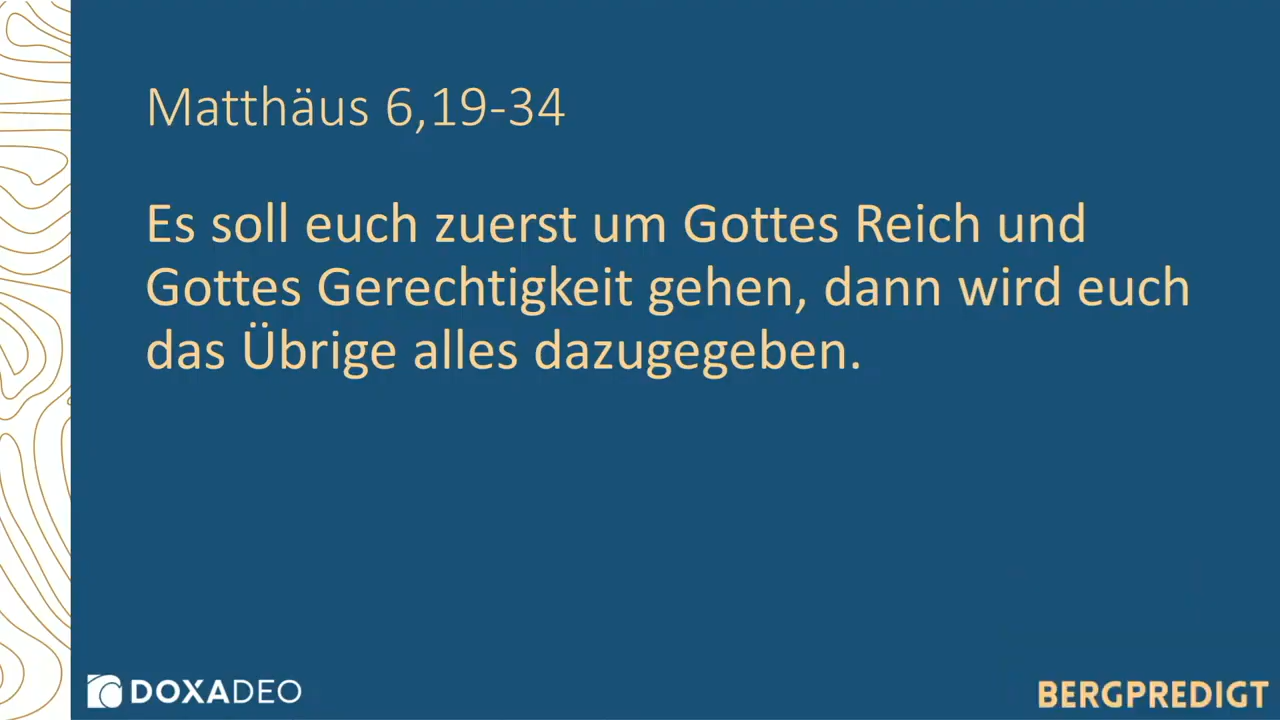 Matthäus 6,19-34
Es soll euch zuerst um Gottes Reich und
Gottes Gerechtigkeit gehen, dann wird euch
das Übrige alles dazugegeben.
DOXADEO
BERGPREDIGT